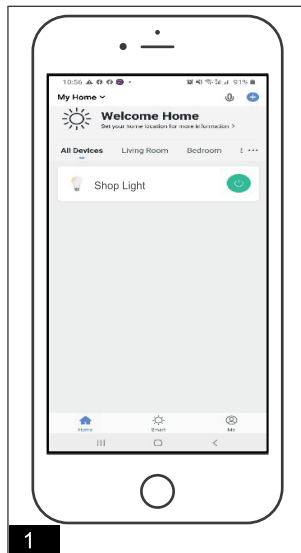 10:56
91%
My Home
Welcome Home
Set your home location for more information >
All Devices Living Room Bedroom
Shop Light
Home Smart Me
1